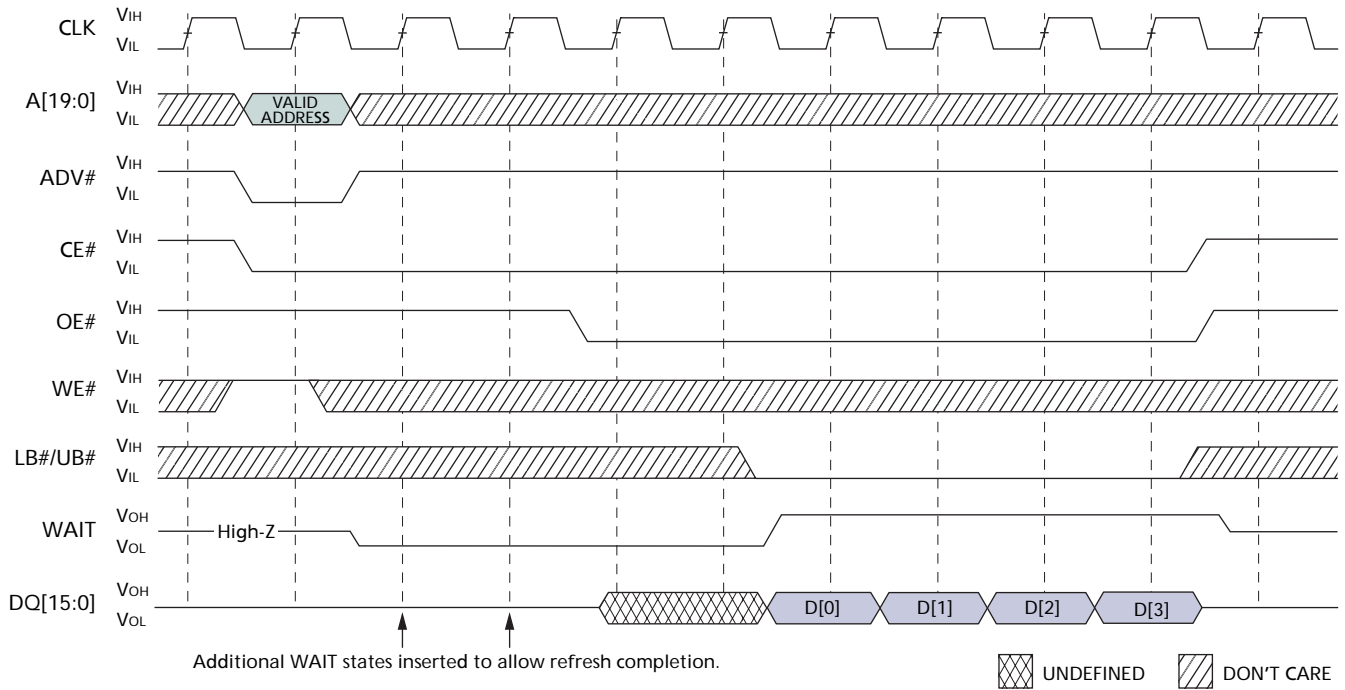 CLK VIH
VIL
A[19:0] VIH
VIL
VALID
ADDRESS
ADV# VIH
VIL
CE# VIH
VIL
OE# VIH
VIL
WE# VIH
VIL
LB#/UB# VIH
VIL
WAIT VOH
VOL
High-Z
DQ[15:0] VOH
VOL
D[0] D[1] D[2] D[3]
Additional WAIT states inserted to allow refresh completion.
UNDEFINED DON'T CARE